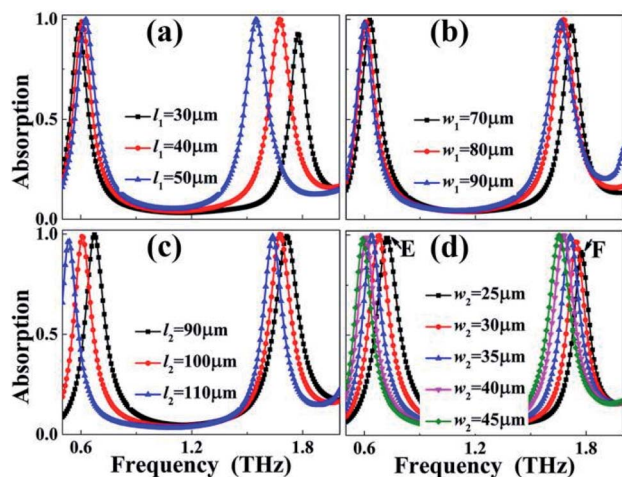 (a)
l₁=30μm
l₁=40μm
l₁=50μm
Absorption
1.0
0.5
0.0
(b)
w₁=70μm
w₁=80μm
w₁=90μm
(c)
l₂=90μm
l₂=100μm
l₂=110μm
Absorption
1.0
0.5
0.0
0.6 1.2 1.8
Frequency (THz)
(d)
E
F
w₂=25μm
w₂=30μm
w₂=35μm
w₂=40μm
w₂=45μm
0.6 1.2 1.8
Frequency (THz)